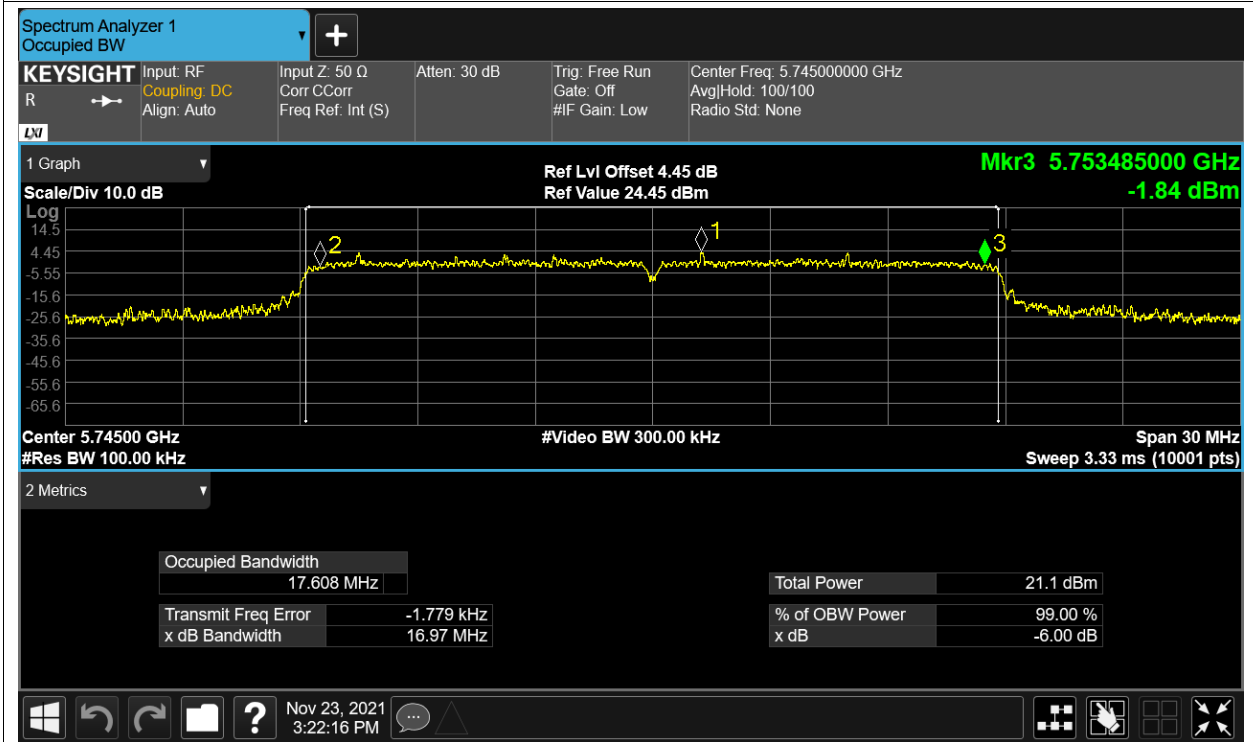 Spectrum Analyzer 1
Occupied BW
KEYSIGHT
R
LXI
Input: RF
Coupling: DC
Align: Auto
Input Z: 50 Ω
Corr CCorr
Freq Ref: Int (S)
Atten: 30 dB
Trig: Free Run
Gate: Off
#IF Gain: Low
Center Freq: 5.745000000 GHz
Avg|Hold: 100/100
Radio Std: None
1 Graph
Scale/Div 10.0 dB
Ref Lvl Offset 4.45 dB
Ref Value 24.45 dBm
Mkr3 5.753485000 GHz
-1.84 dBm
Log
14.5
4.45
-5.55
-15.6
-25.6
-35.6
-45.6
-55.6
-65.6
2
1
3
Center 5.74500 GHz
#Res BW 100.00 kHz
#Video BW 300.00 kHz
Span 30 MHz
Sweep 3.33 ms (10001 pts)
2 Metrics
Occupied Bandwidth
17.608 MHz
Transmit Freq Error -1.779 kHz
x dB Bandwidth 16.97 MHz
Total Power 21.1 dBm
% of OBW Power 99.00 %
x dB -6.00 dB
?
Nov 23, 2021
3:22:16 PM